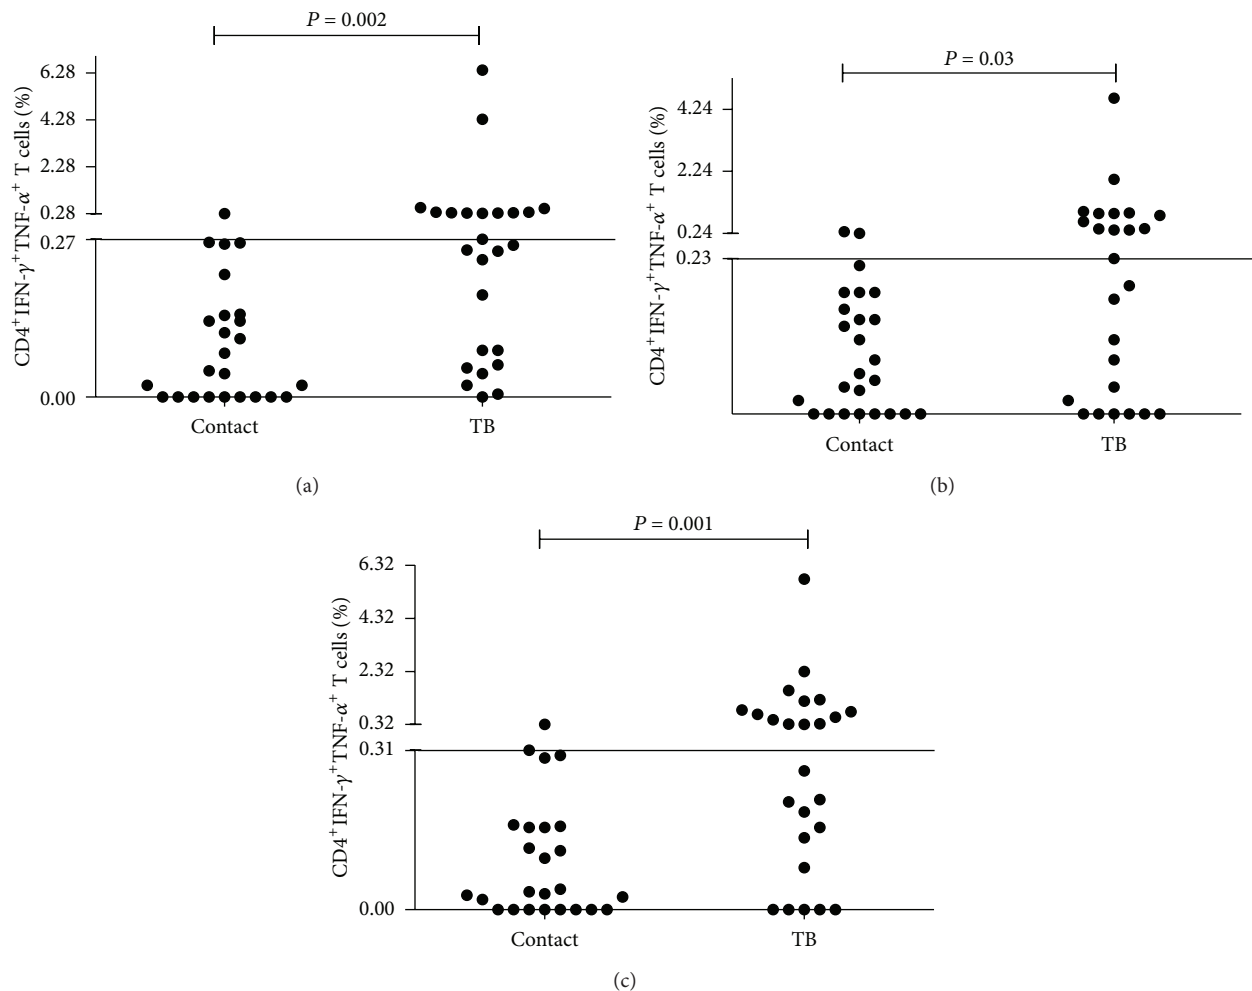 P = 0.002
CD4⁺IFN-γ⁺TNF-α⁺ T cells (%)
6.28
4.28
2.28
0.28
0.27
0.00
Contact
TB
(a)
P = 0.03
CD4⁺IFN-γ⁺TNF-α⁺ T cells (%)
4.24
2.24
0.24
0.23
Contact
TB
(b)
P = 0.001
CD4⁺IFN-γ⁺TNF-α⁺ T cells (%)
6.32
4.32
2.32
0.32
0.31
0.00
Contact
TB
(c)